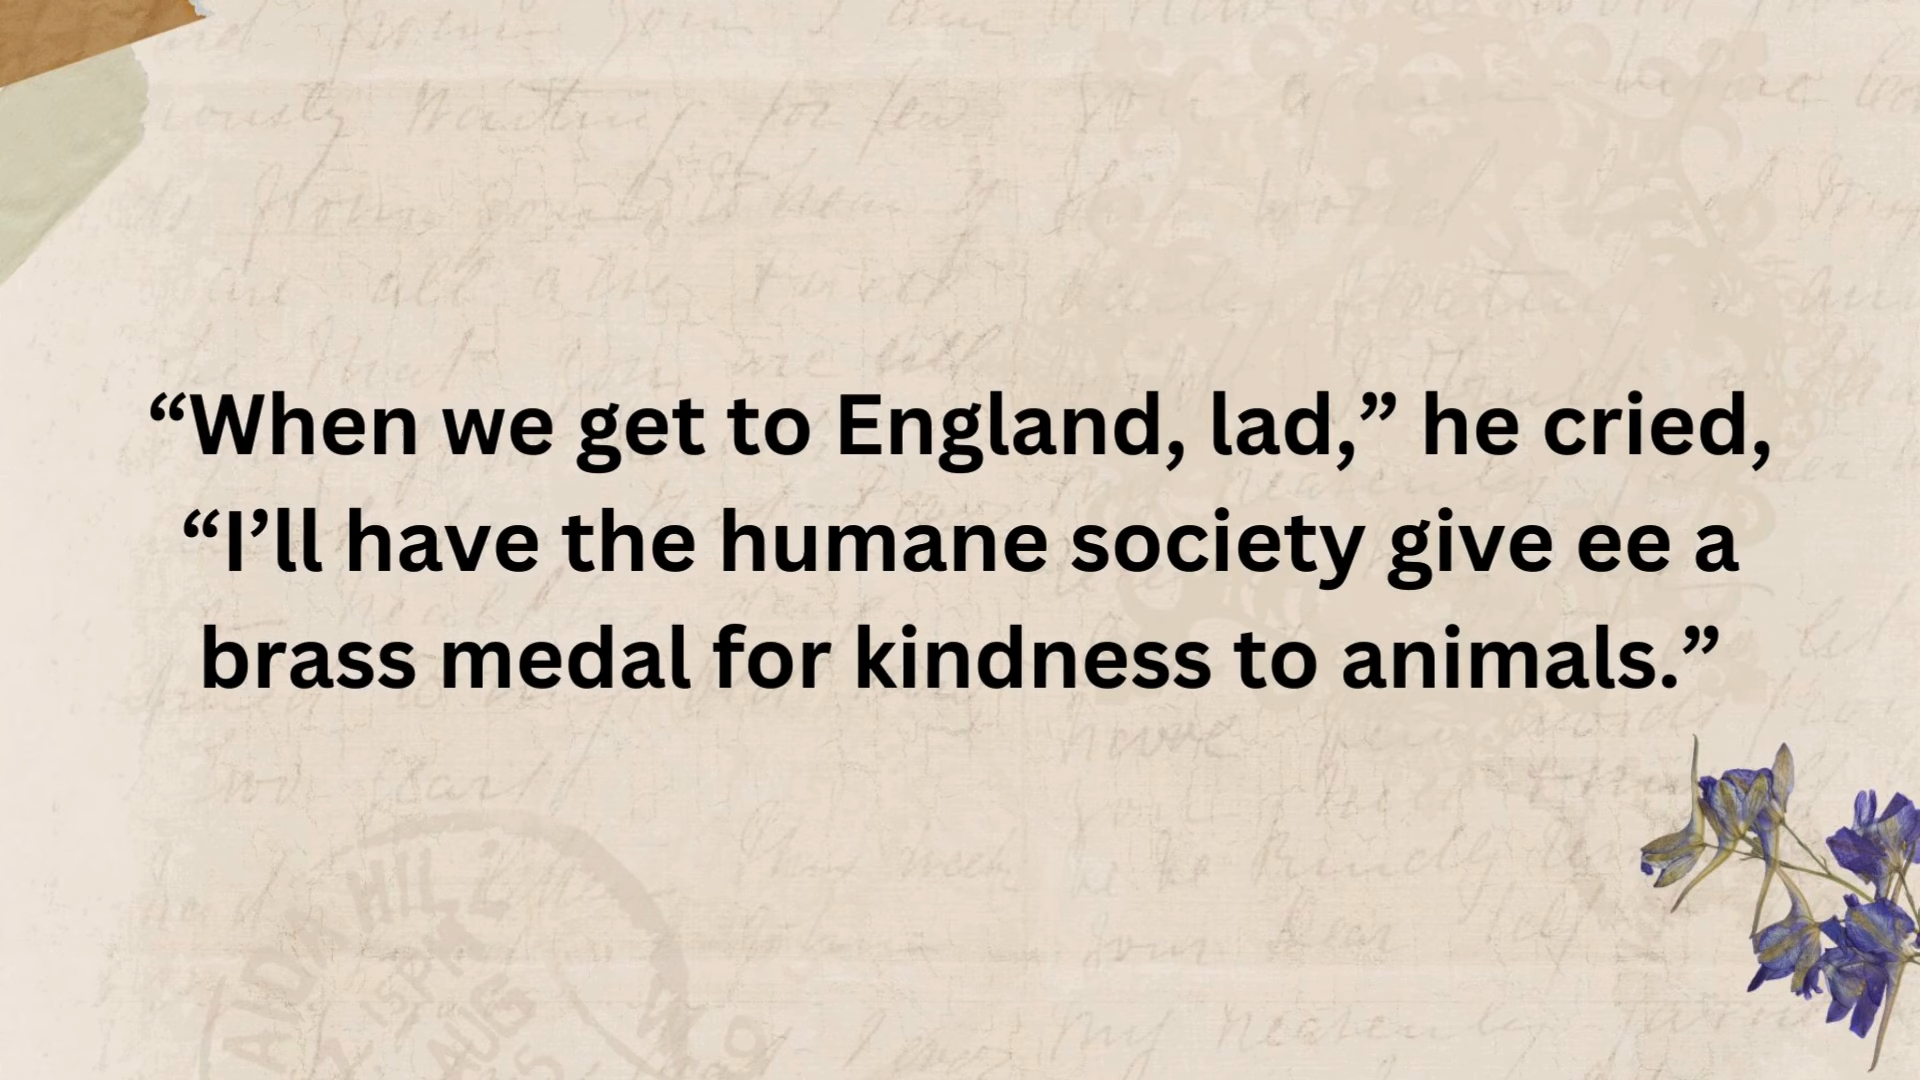 “When we get to England, lad,” he cried,
“I’ll have the humane society give ee a
brass medal for kindness to animals.”